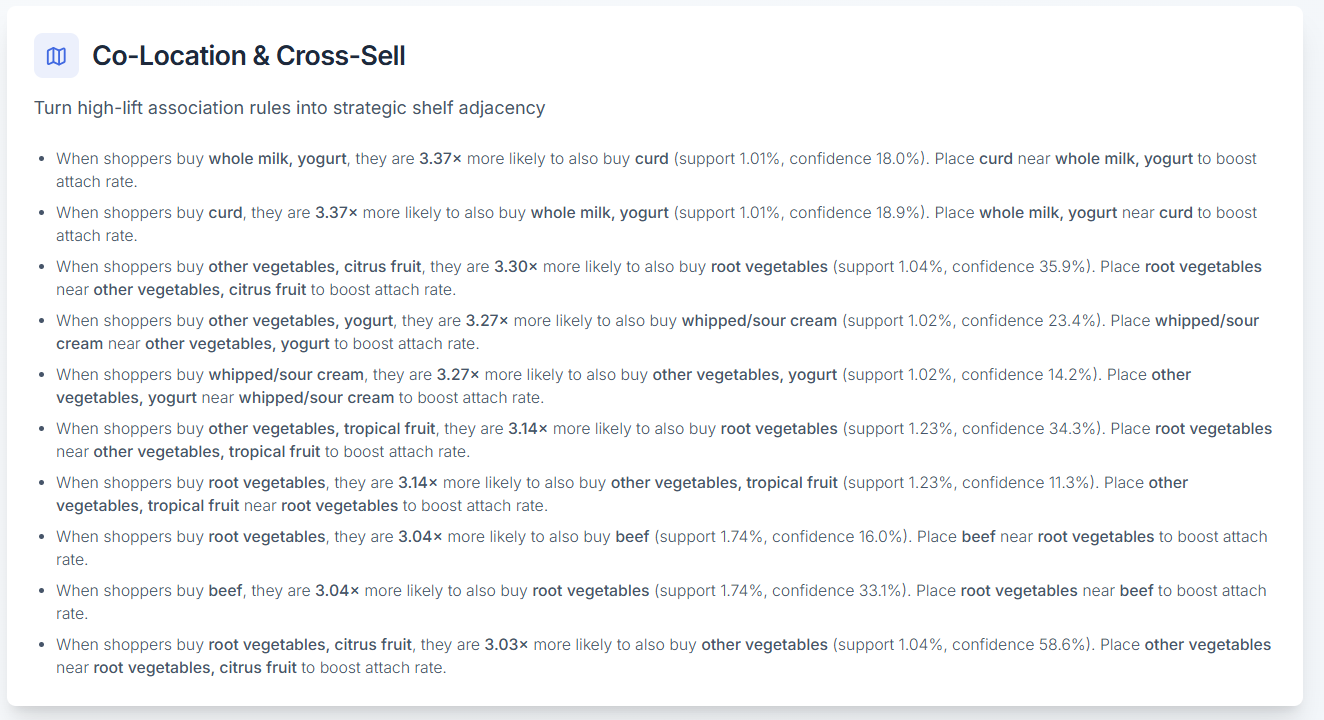 Co-Location & Cross-Sell
Turn high-lift association rules into strategic shelf adjacency
• When shoppers buy whole milk, yogurt, they are 3.37× more likely to also buy curd (support 1.01%, confidence 18.0%). Place curd near whole milk, yogurt to boost
attach rate.
• When shoppers buy curd, they are 3.37× more likely to also buy whole milk, yogurt (support 1.01%, confidence 18.9%). Place whole milk, yogurt near curd to boost
attach rate.
• When shoppers buy other vegetables, citrus fruit, they are 3.30× more likely to also buy root vegetables (support 1.04%, confidence 35.9%). Place root vegetables
near other vegetables, citrus fruit to boost attach rate.
• When shoppers buy other vegetables, yogurt, they are 3.27× more likely to also buy whipped/sour cream (support 1.02%, confidence 23.4%). Place whipped/sour
cream near other vegetables, yogurt to boost attach rate.
• When shoppers buy whipped/sour cream, they are 3.27× more likely to also buy other vegetables, yogurt (support 1.02%, confidence 14.2%). Place other
vegetables, yogurt near whipped/sour cream to boost attach rate.
• When shoppers buy other vegetables, tropical fruit, they are 3.14× more likely to also buy root vegetables (support 1.23%, confidence 34.3%). Place root vegetables
near other vegetables, tropical fruit to boost attach rate.
• When shoppers buy root vegetables, they are 3.14× more likely to also buy other vegetables, tropical fruit (support 1.23%, confidence 11.3%). Place other
vegetables, tropical fruit near root vegetables to boost attach rate.
• When shoppers buy root vegetables, they are 3.04× more likely to also buy beef (support 1.74%, confidence 16.0%). Place beef near root vegetables to boost attach
rate.
• When shoppers buy beef, they are 3.04× more likely to also buy root vegetables (support 1.74%, confidence 33.1%). Place root vegetables near beef to boost attach
rate.
• When shoppers buy root vegetables, citrus fruit, they are 3.03× more likely to also buy other vegetables (support 1.04%, confidence 58.6%). Place other vegetables
near root vegetables, citrus fruit to boost attach rate.